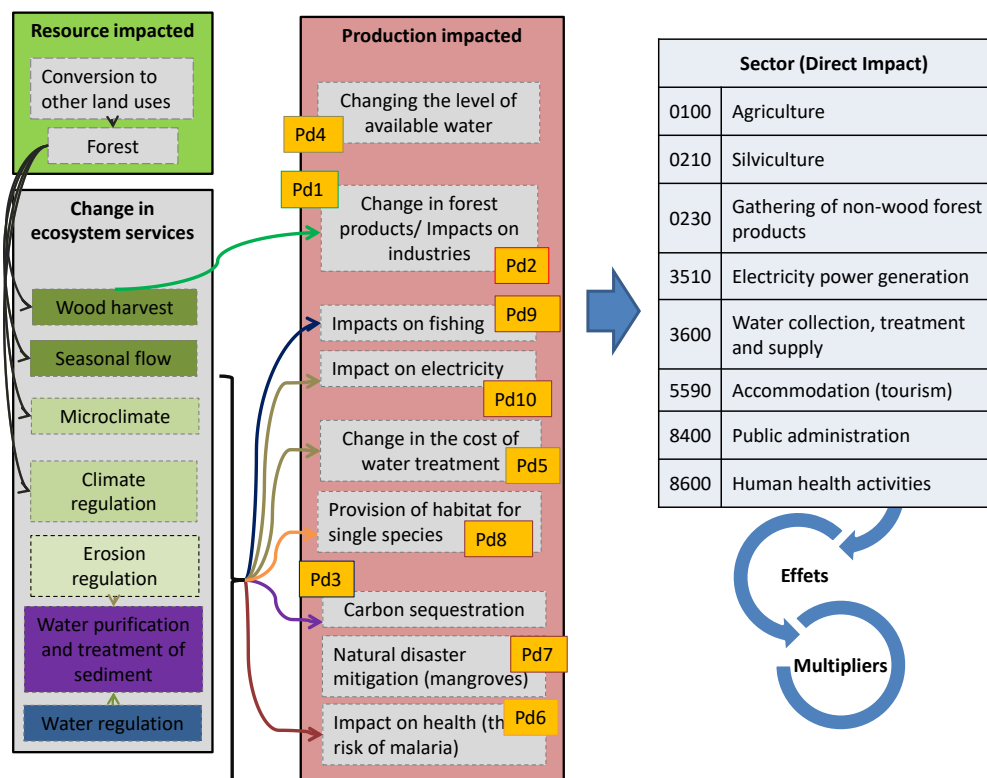 Resource impacted
Conversion to
other land uses
Forest
Change in
ecosystem services
Wood harvest
Seasonal flow
Microclimate
Climate
regulation
Erosion
regulation
Water purification
and treatment of
sediment
Water regulation
Production impacted
Changing the level of
available water
Pd4
Pd1
Change in forest
products/ Impacts on
industries
Pd2
Impacts on fishing
Pd9
Impact on electricity
Pd10
Change in the cost of
water treatment
Pd5
Provision of habitat for
single species
Pd8
Pd3
Carbon sequestration
Natural disaster
mitigation (mangroves)
Pd7
Impact on health (th
risk of malaria)
Pd6
Sector (Direct Impact)
0100 Agriculture
0210 Silviculture
0230 Gathering of non-wood forest
products
3510 Electricity power generation
3600 Water collection, treatment
and supply
5590 Accommodation (tourism)
8400 Public administration
8600 Human health activities
Effets
Multipliers